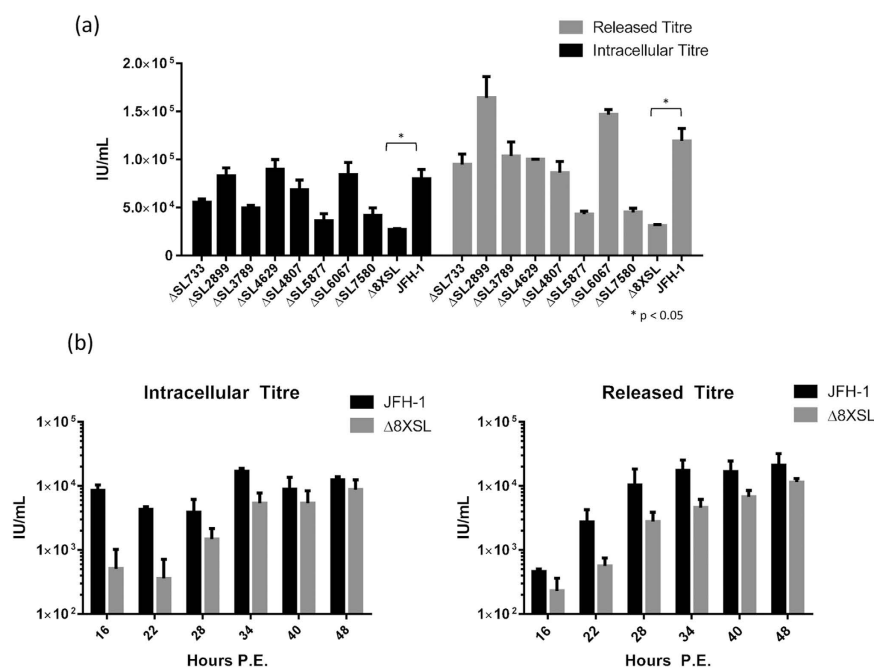 (a)
Released Titre
Intracellular Titre
2.0×10⁵
1.5×10⁵
1.0×10⁵
5.0×10⁴
0
IU/mL
*
*
ΔSL733
ΔSL2899
ΔSL3789
ΔSL4629
ΔSL4807
ΔSL5877
ΔSL6067
ΔSL7580
Δ8XSL
JFH-1
ΔSL733
ΔSL2899
ΔSL3789
ΔSL4629
ΔSL4807
ΔSL5877
ΔSL6067
ΔSL7580
Δ8XSL
JFH-1
* p < 0.05
(b)
Intracellular Titre
JFH-1
Δ8XSL
1×10⁵
1×10⁴
1×10³
1×10²
IU/mL
16 22 28 34 40 48
Hours P.E.
Released Titre
JFH-1
Δ8XSL
1×10⁵
1×10⁴
1×10³
1×10²
IU/mL
16 22 28 34 40 48
Hours P.E.